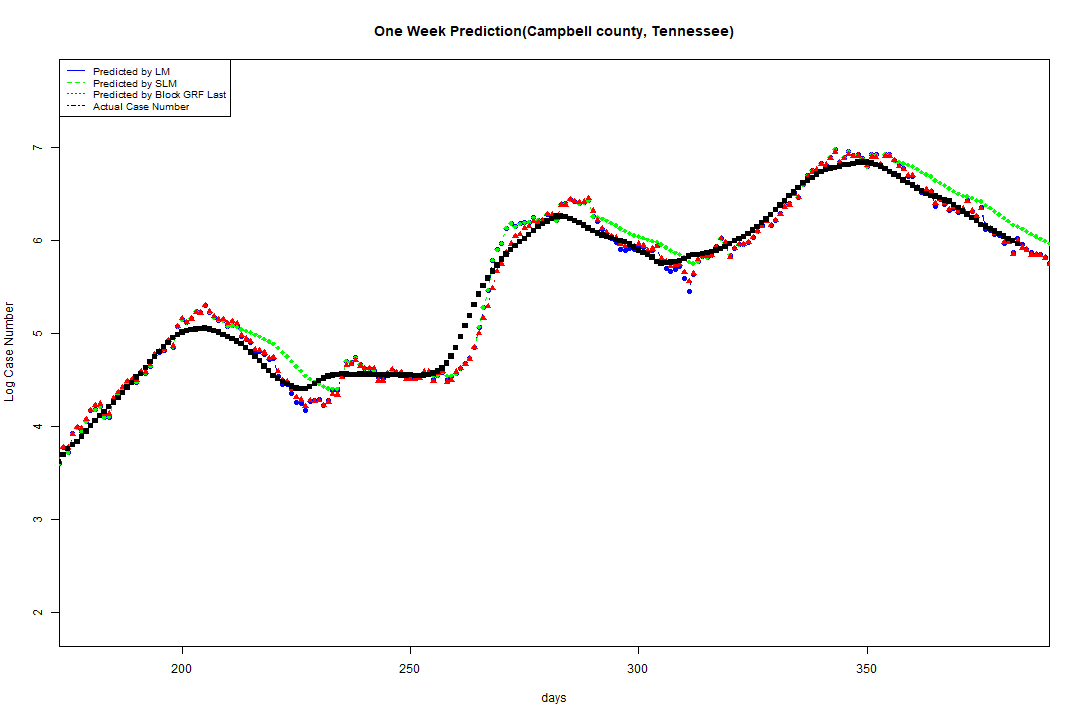 One Week Prediction(Campbell county, Tennessee)
Predicted by LM
Predicted by SLM
Predicted by Block GRF Last
Actual Case Number
7
6
5
4
3
2
Log Case Number
200 250 300 350
days